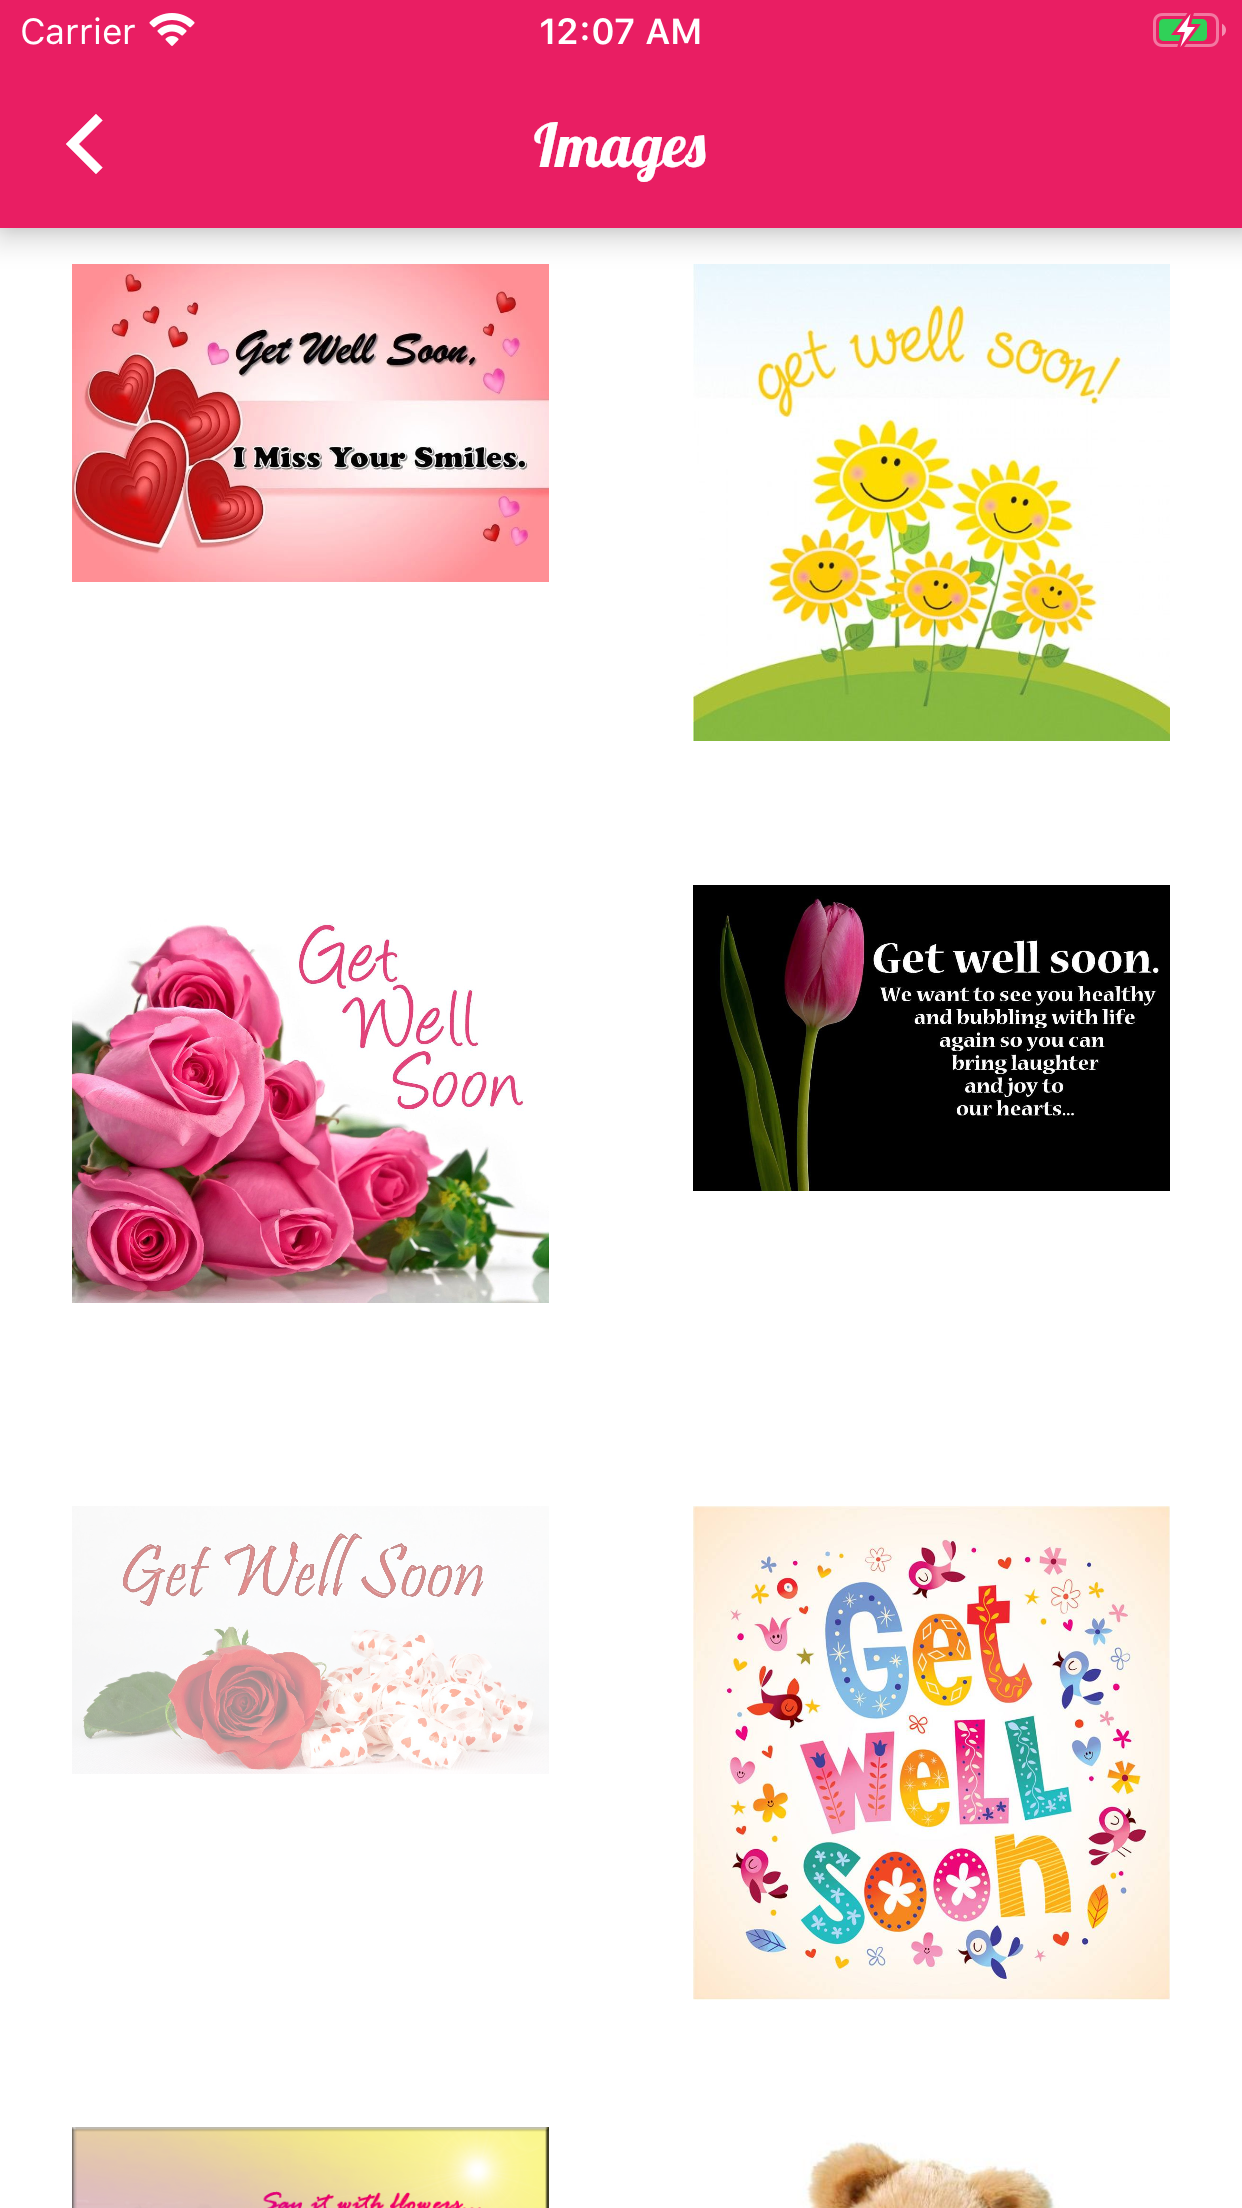 Carrier
12:07 AM
Images
Get Well Soon,
I Miss Your Smiles.
get well soon!
Get
Well
Soon
Get well soon.
We want to see you healthy
and bubbling with life
again so you can
bring laughter
and joy to
our hearts...
Get Well Soon
Get
Well
Soon
Say it with flowers...